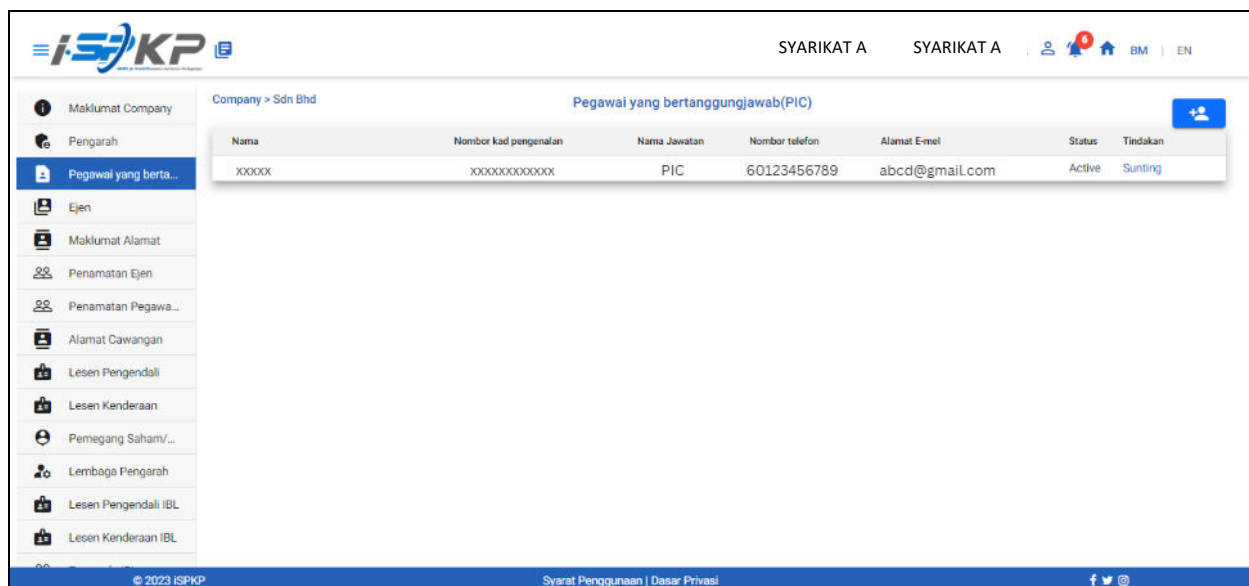 i-SPKP
SYARIKAT A SYARIKAT A 6 BM | EN
Company > Sdn Bhd
Pegawai yang bertanggungjawab(PIC)
Maklumat Company
Pengarah
Pegawai yang berta...
Ejen
Maklumat Alamat
Penamatan Ejen
Penamatan Pegawa...
Alamat Cawangan
Lesen Pengendali
Lesen Kenderaan
Pemegang Saham/...
Lembaga Pengarah
Lesen Pengendali IBL
Lesen Kenderaan IBL
Nama Nombor kad pengenalan Nama Jawatan Nombor telefon Alamat E-mel Status Tindakan
xxxxx xxxxxxxxxxxx PIC 60123456789 abcd@gmail.com Active Sunting
© 2023 iSPKP Syarat Penggunaan | Dasar Privasi